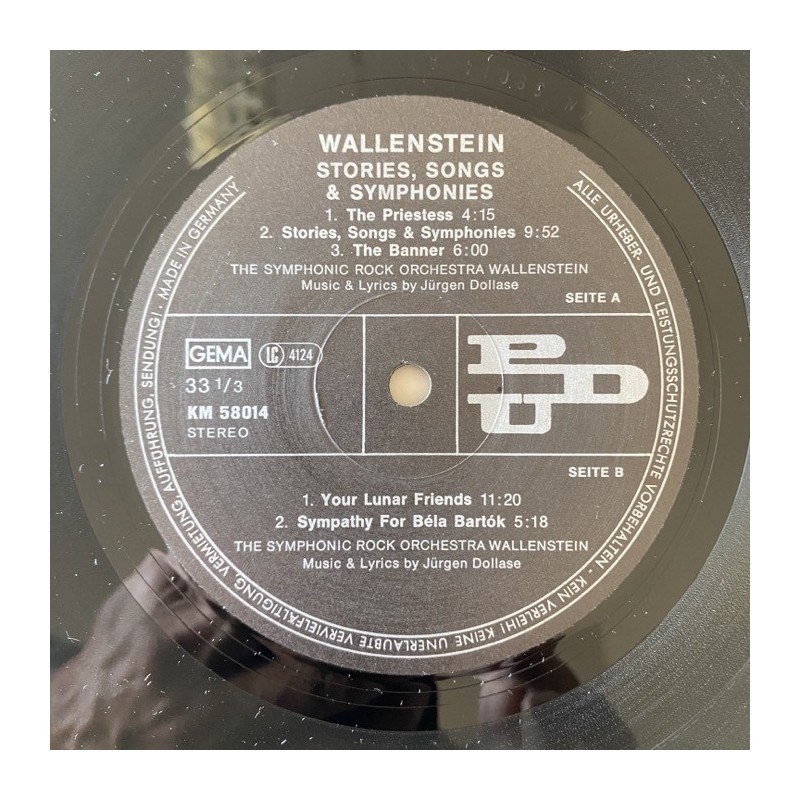 WALLENSTEIN
STORIES, SONGS
& SYMPHONIES
1. The Priestess 4:15
2. Stories, Songs & Symphonies 9:52
3. The Banner 6:00
THE SYMPHONIC ROCK ORCHESTRA WALLENSTEIN
Music & Lyrics by Jürgen Dollase
SEITE A
GEMA LC 4124
33 1/3
KM 58014
STEREO
PDU
SEITE B
1. Your Lunar Friends 11:20
2. Sympathy For Béla Bartók 5:18
THE SYMPHONIC ROCK ORCHESTRA WALLENSTEIN
Music & Lyrics by Jürgen Dollase
ALLE URHEBER- UND LEISTUNGSSCHUTZRECHTE VORBEHALTEN - KEIN VERLEIH! KEINE UNERLAUBTE VERVIELFÄLTIGUNG, VERMIETUNG, AUFFÜHRUNG, SENDUNG! · MADE IN GERMANY